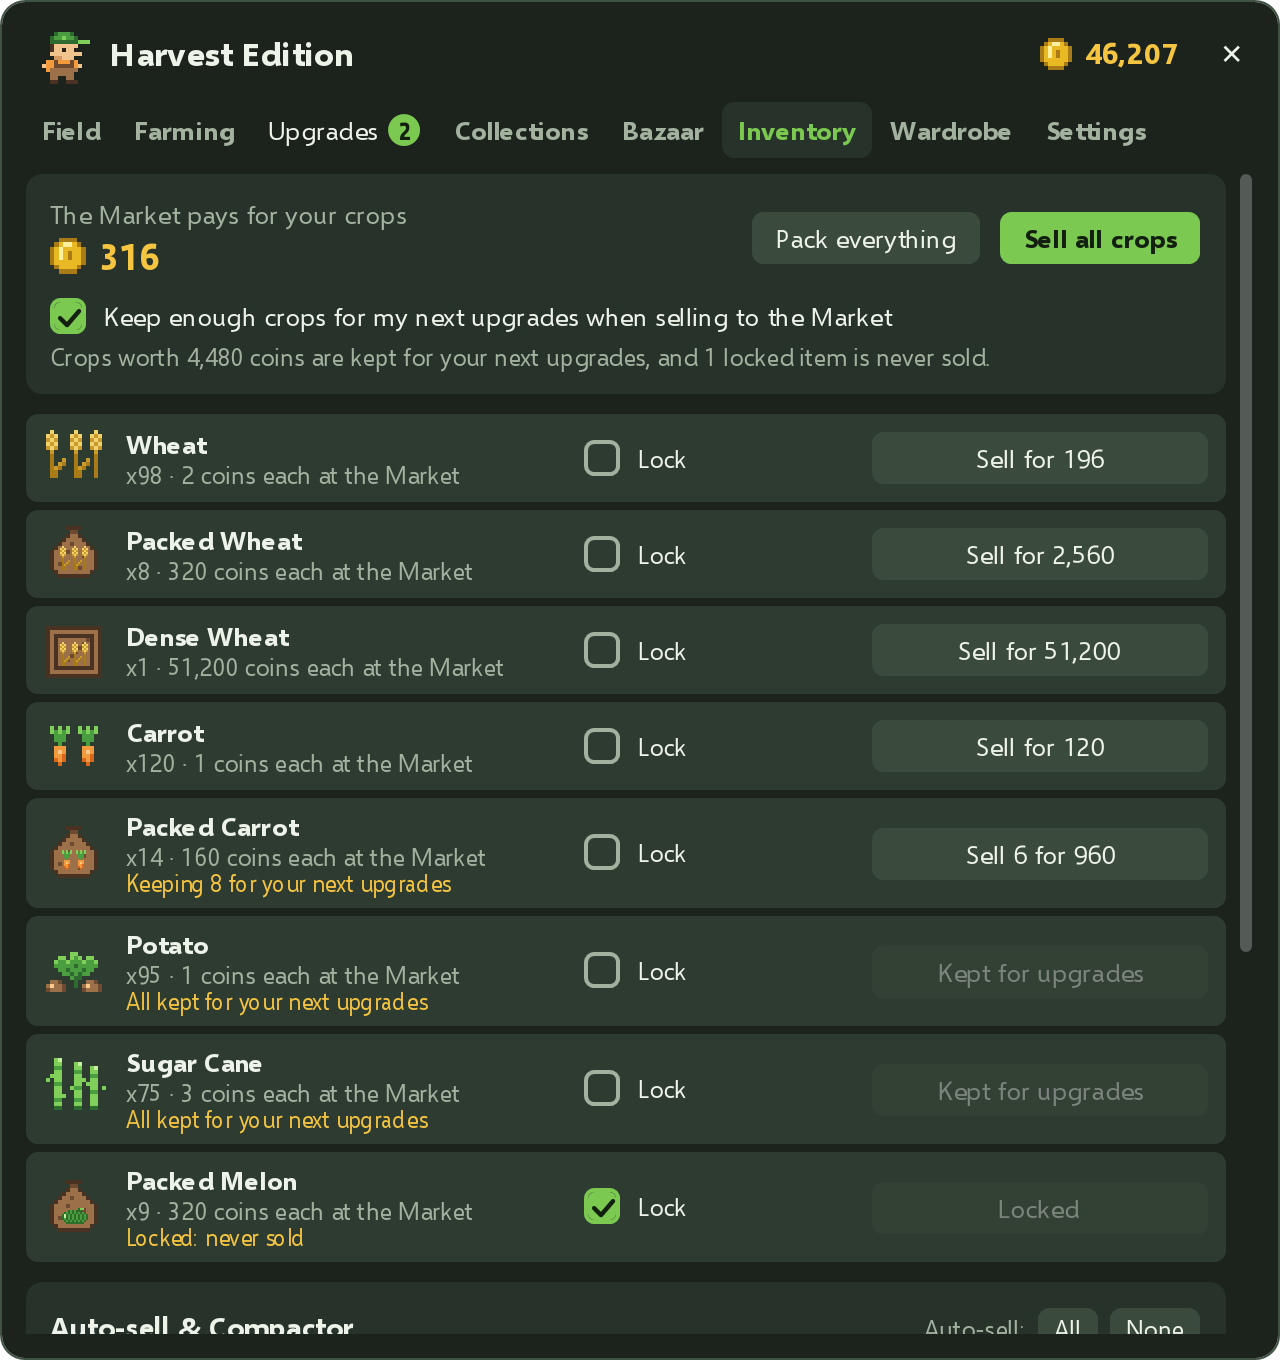 Harvest Edition
46,207
Field Farming Upgrades 2 Collections Bazaar Inventory Wardrobe Settings
The Market pays for your crops
316
Pack everything
Sell all crops
Keep enough crops for my next upgrades when selling to the Market
Crops worth 4,480 coins are kept for your next upgrades, and 1 locked item is never sold.
Wheat
x98 · 2 coins each at the Market
Lock
Sell for 196
Packed Wheat
x8 · 320 coins each at the Market
Lock
Sell for 2,560
Dense Wheat
x1 · 51,200 coins each at the Market
Lock
Sell for 51,200
Carrot
x120 · 1 coins each at the Market
Lock
Sell for 120
Packed Carrot
x14 · 160 coins each at the Market
Keeping 8 for your next upgrades
Lock
Sell 6 for 960
Potato
x95 · 1 coins each at the Market
All kept for your next upgrades
Lock
Kept for upgrades
Sugar Cane
x75 · 3 coins each at the Market
All kept for your next upgrades
Lock
Kept for upgrades
Packed Melon
x9 · 320 coins each at the Market
Locked: never sold
Lock
Locked
Auto-sell & Compactor
Auto-sell: All None